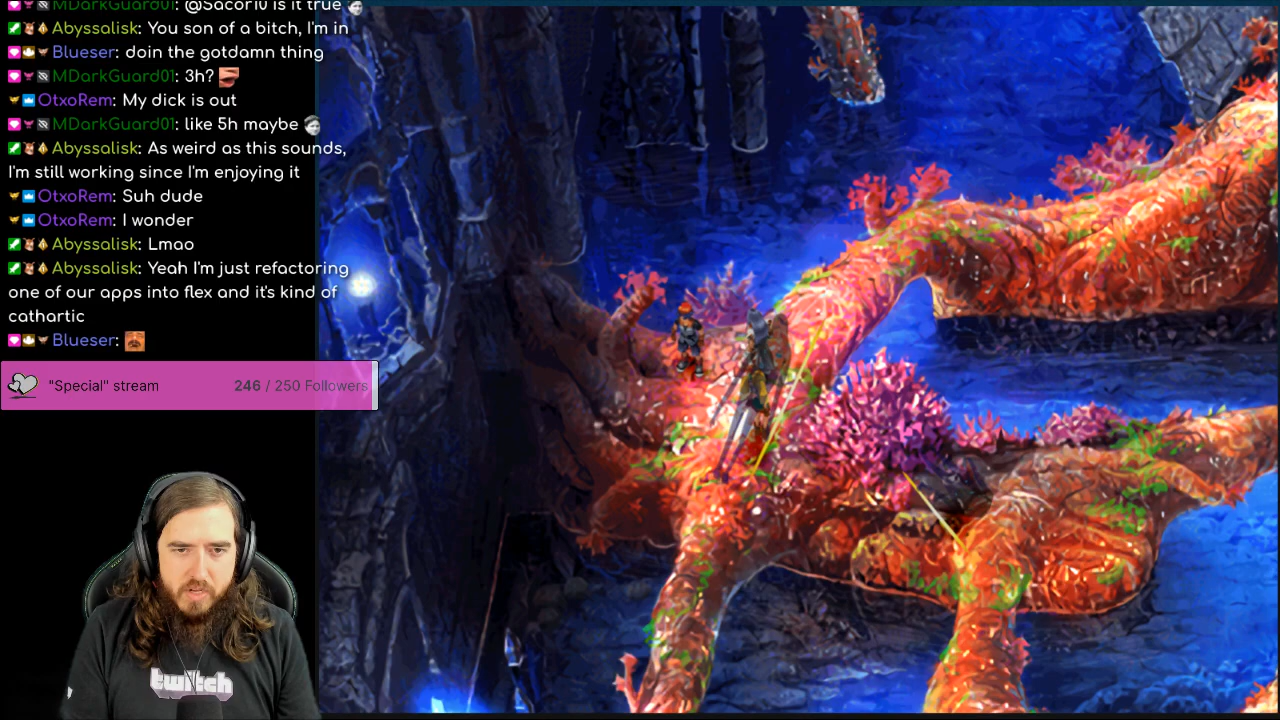 MDarkGuard01: @Sacor10 is it true
Abyssalisk: You son of a bitch, I'm in
Blueser: doin the gotdamn thing
MDarkGuard01: 3h?
OtxoRem: My dick is out
MDarkGuard01: like 5h maybe
Abyssalisk: As weird as this sounds,
I'm still working since I'm enjoying it
OtxoRem: Suh dude
OtxoRem: I wonder
Abyssalisk: Lmao
Abyssalisk: Yeah I'm just refactoring
one of our apps into flex and it's kind of
cathartic
Blueser:
"Special" stream 246 / 250 Followers
twitch